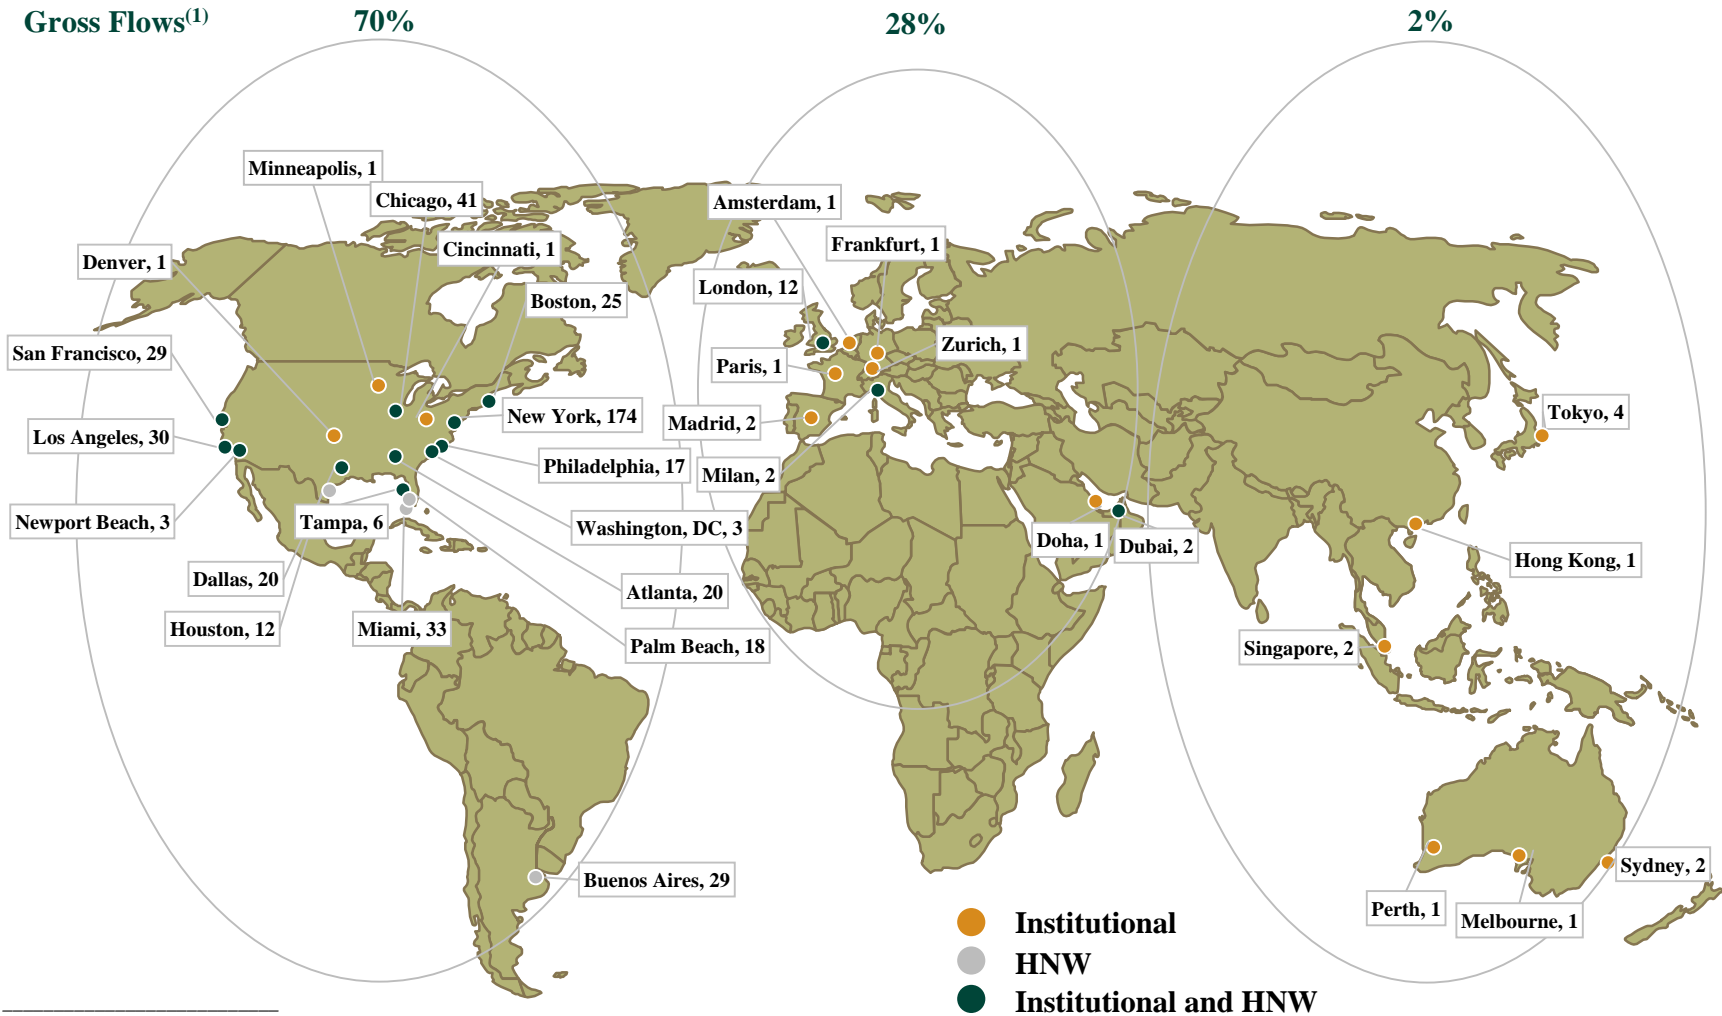 Gross Flows(1)
70%
28%
2%
Minneapolis, 1
Chicago, 41
Amsterdam, 1
Cincinnati, 1
Frankfurt, 1
Denver, 1
London, 12
Boston, 25
San Francisco, 29
Zurich, 1
Paris, 1
New York, 174
Tokyo, 4
Madrid, 2
Los Angeles, 30
Philadelphia, 17
Milan, 2
Newport Beach, 3
Tampa, 6
Washington, DC, 3
Doha, 1
Dubai, 2
Hong Kong, 1
Dallas, 20
Atlanta, 20
Houston, 12
Miami, 33
Palm Beach, 18
Singapore, 2
Sydney, 2
Buenos Aires, 29
Perth, 1
Melbourne, 1
Institutional
HNW
Institutional and HNW